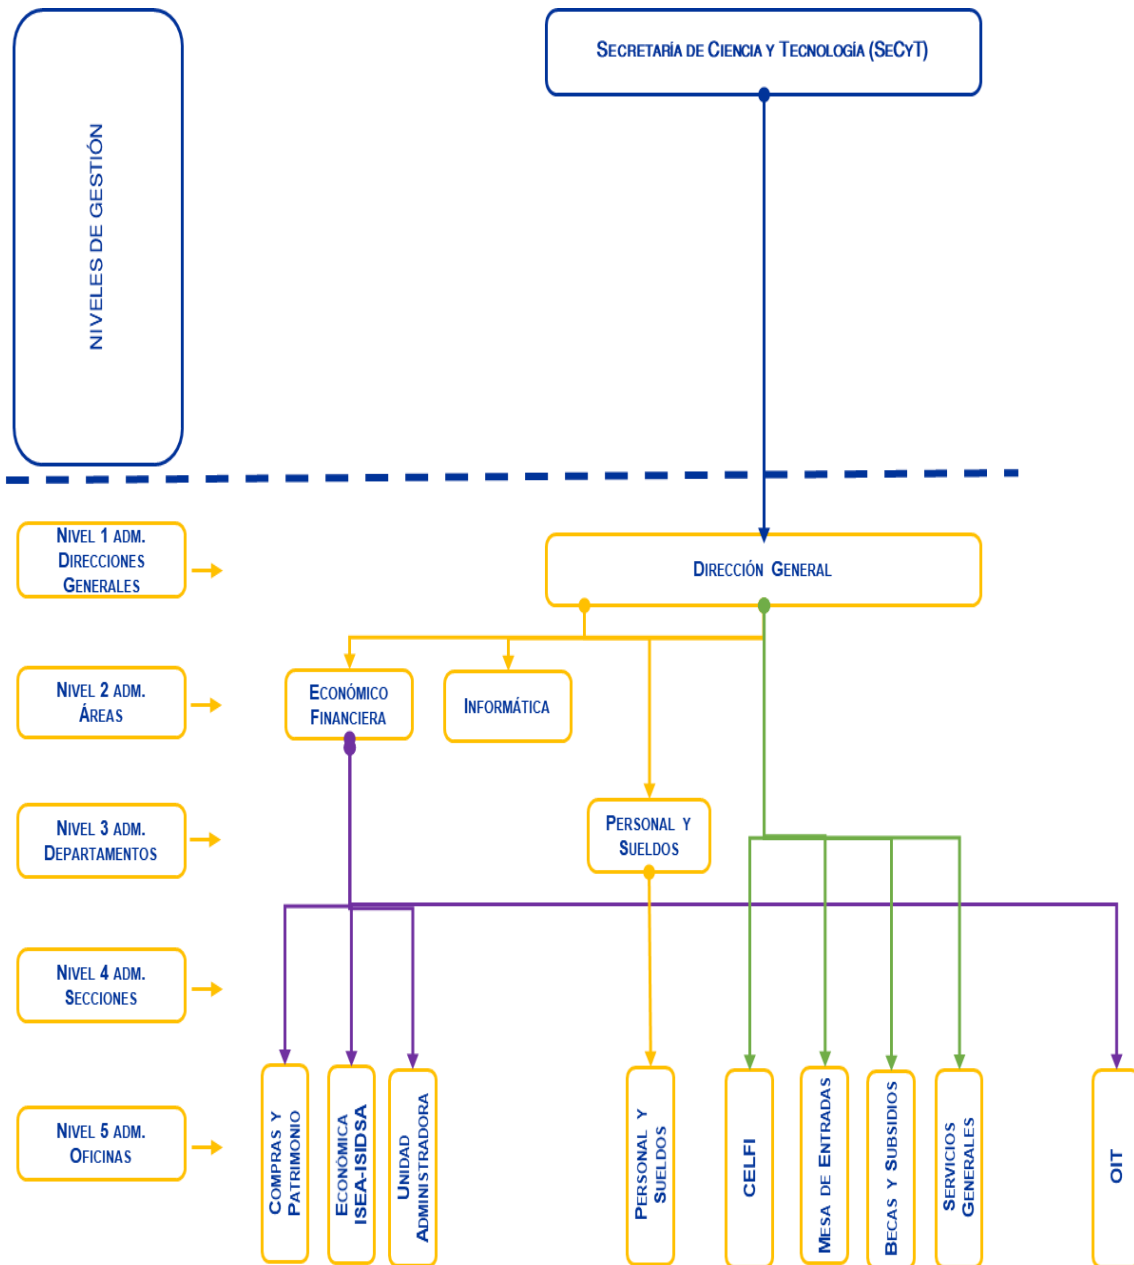 Secretaría de Ciencia y Tecnología (SeCyT)
NIVELES DE GESTIÓN
Nivel 1 adm.
Direcciones
Generales
Dirección General
Nivel 2 adm.
Áreas
Económico
Financiera
Informática
Nivel 3 adm.
Departamentos
Personal y
Sueldos
Nivel 4 adm.
Secciones
Nivel 5 adm.
Oficinas
Compras y
Patrimonio
Económica
ISEA-ISIDSA
Unidad
Administradora
Personal y
Sueldos
CELFI
Mesa de Entradas
Becas y Subsidios
Servicios
Generales
OIT